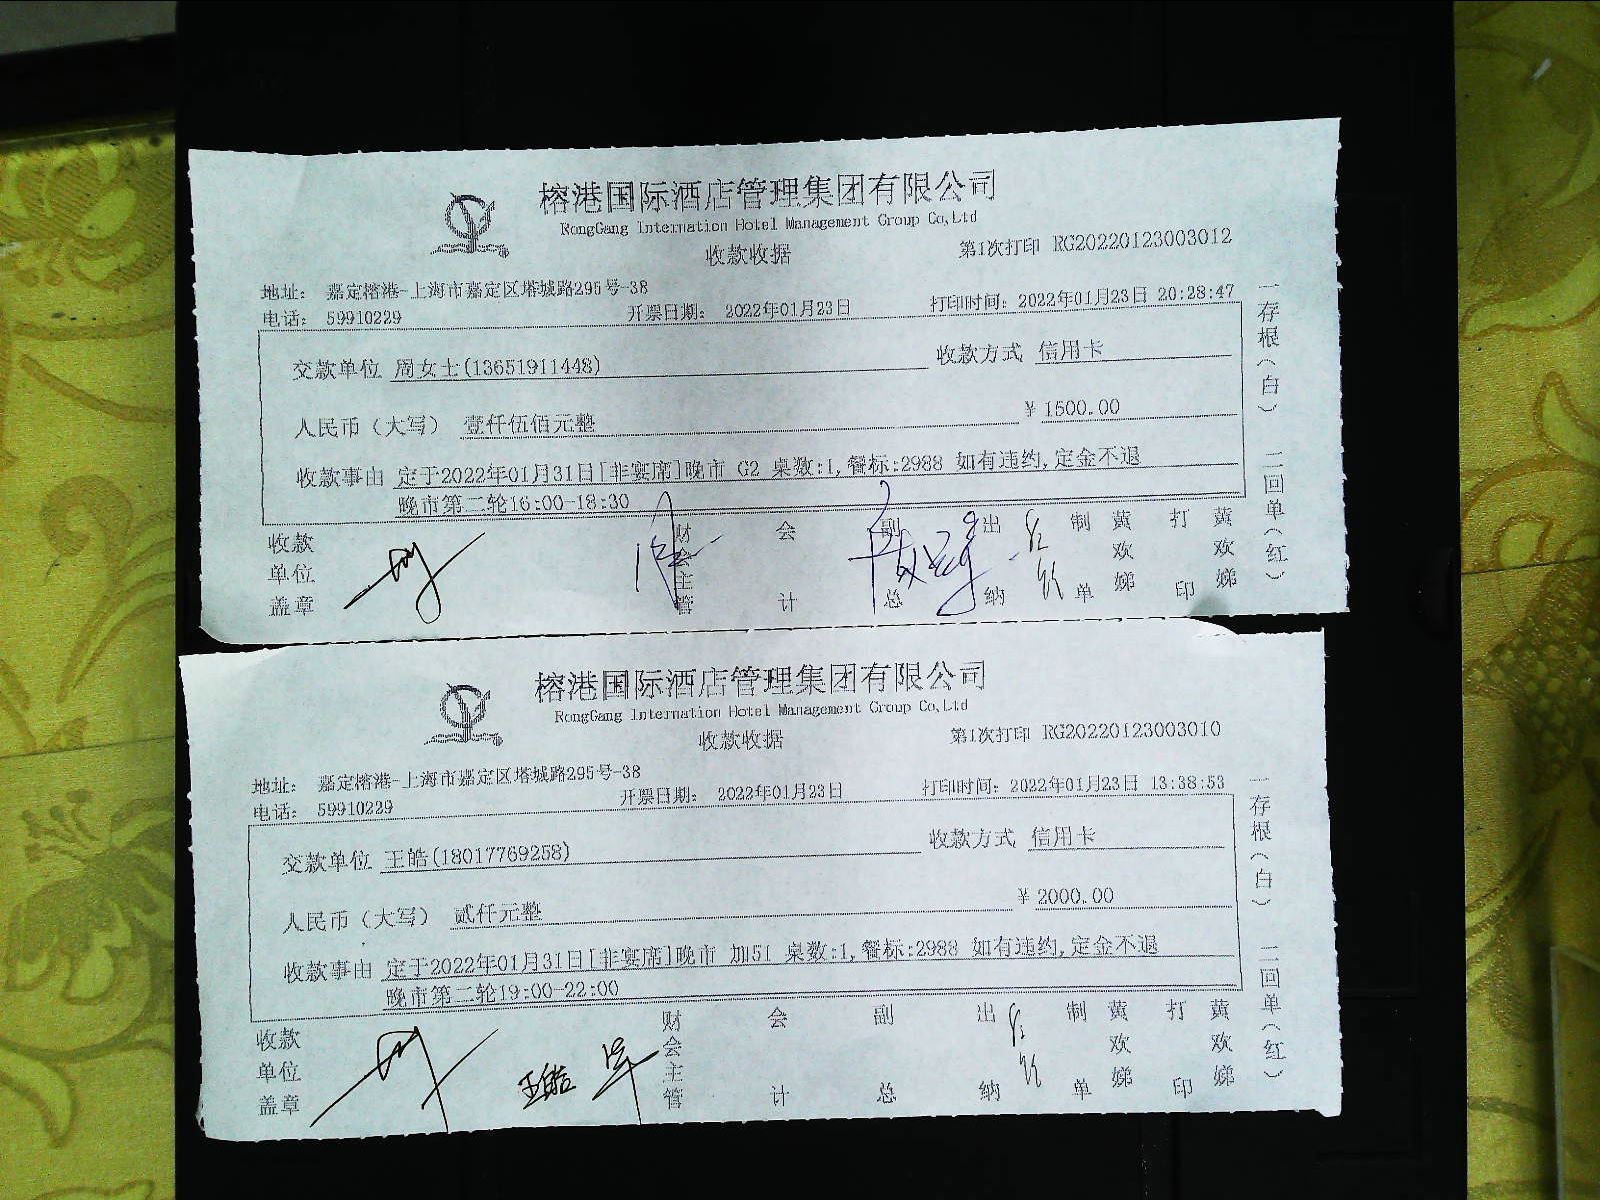 榕港国际酒店管理集团有限公司
RongGang Internation Hotel Management Group Co,Ltd
收款收据
第1次打印 RG20220123003012
地址： 嘉定榕港-上海市嘉定区塔城路295号-38
电话： 59910229
开票日期： 2022年01月23日
打印时间：2022年01月23日 20:28:47
交款单位 周女士(13651911448)
收款方式 信用卡
人民币（大写） 壹仟伍佰元整
￥ 1500.00
收款事由 定于2022年01月31日[非宴席]晚市 G2 桌数:1,餐标:2988 如有违约,定金不退
晚市第二轮16:00-18:30
收款单位盖章
财会主管
会计
副总
出纳
制单 黄欢娣
打印 黄欢娣
一存根（白） 二回单（红）
榕港国际酒店管理集团有限公司
RongGang Internation Hotel Management Group Co,Ltd
收款收据
第1次打印 RG20220123003010
地址： 嘉定榕港-上海市嘉定区塔城路295号-38
电话： 59910229
开票日期： 2022年01月23日
打印时间：2022年01月23日 13:38:53
交款单位 王皓(18017769258)
收款方式 信用卡
人民币（大写） 贰仟元整
￥ 2000.00
收款事由 定于2022年01月31日[非宴席]晚市 加51 桌数:1,餐标:2988 如有违约,定金不退
晚市第二轮19:00-22:00
收款单位盖章
王皓
财会主管
会计
副总
出纳
制单 黄欢娣
打印 黄欢娣
一存根（白） 二回单（红）